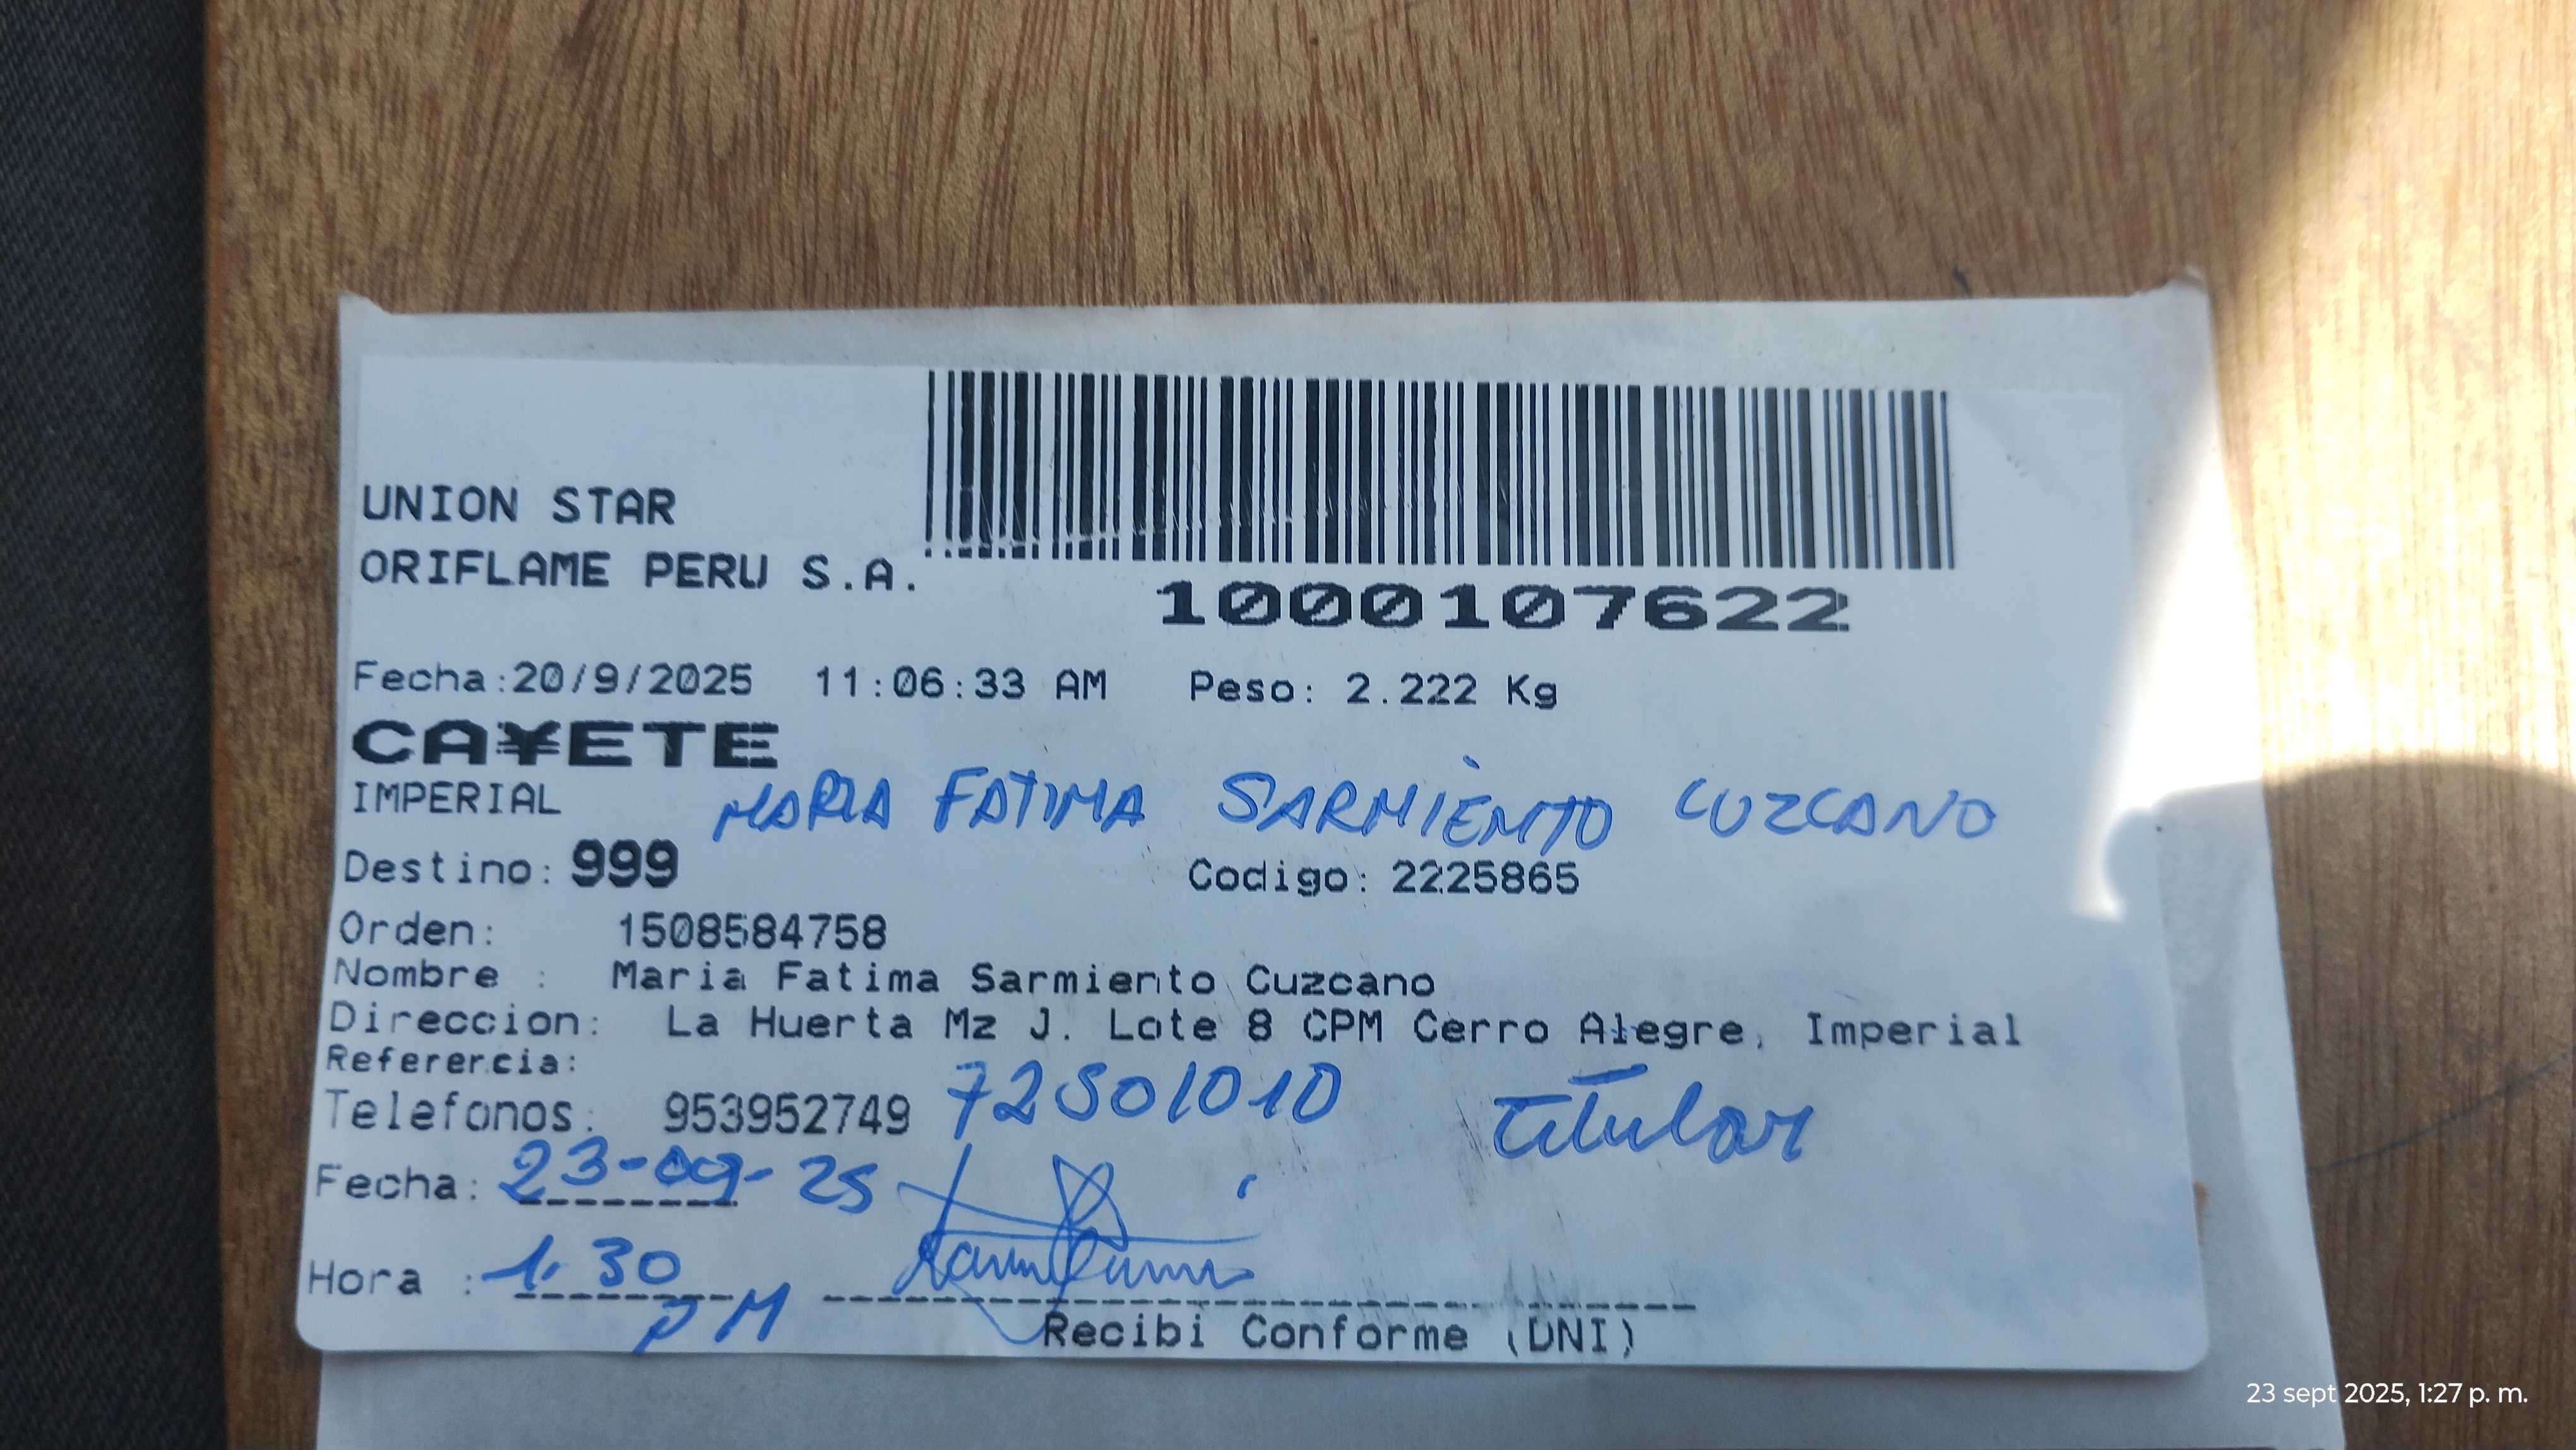 UNION STAR
ORIFLAME PERU S.A.
1000107622
Fecha:20/9/2025 11:06:33 AM Peso: 2.222 Kg
CA¥ETE
IMPERIAL
MARIA FATIMA SARMIENTO CUZCANO
Destino: 999 Codigo: 2225865
Orden: 1508584758
Nombre : Maria Fatima Sarmiento Cuzcano
Direccion: La Huerta Mz J. Lote 8 CPM Cerro Alegre, Imperial
Referencia:
Telefonos: 953952749 72501010 titular
Fecha: 23-09-25
Hora : 1:30
PM
Recibi Conforme (DNI)
23 sept 2025, 1:27 p. m.